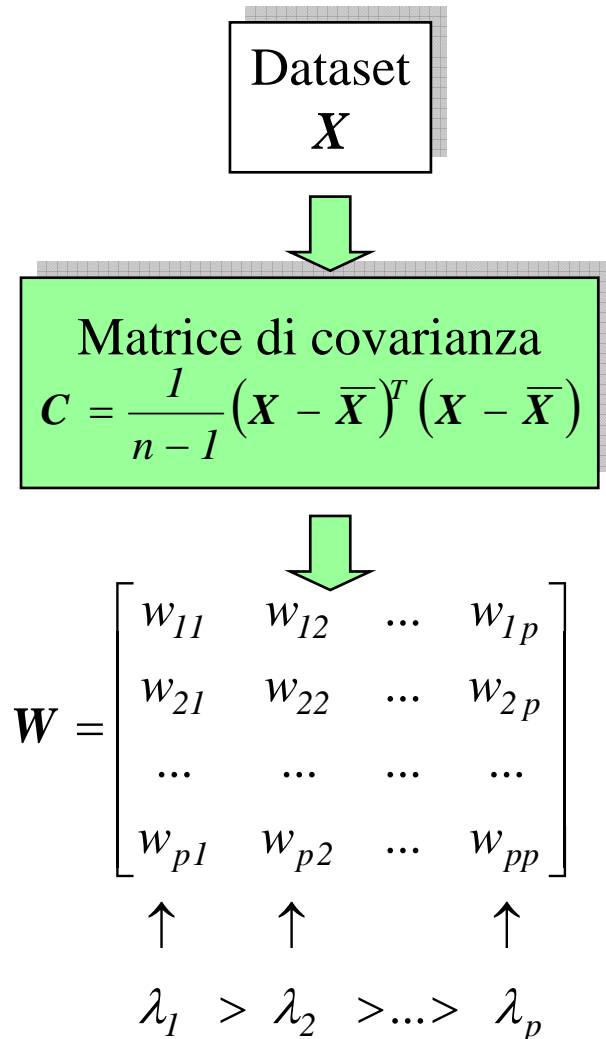 Dataset
X
Matrice di covarianza
C = 1/(n − 1) (X − X̅)ᵀ (X − X̅)
W = [ w₁₁ w₁₂ ... w₁ₚ
w₂₁ w₂₂ ... w₂ₚ
... ... ... ...
wₚ₁ wₚ₂ ... wₚₚ ]
↑ ↑ ↑
λ₁ > λ₂ >...> λₚ